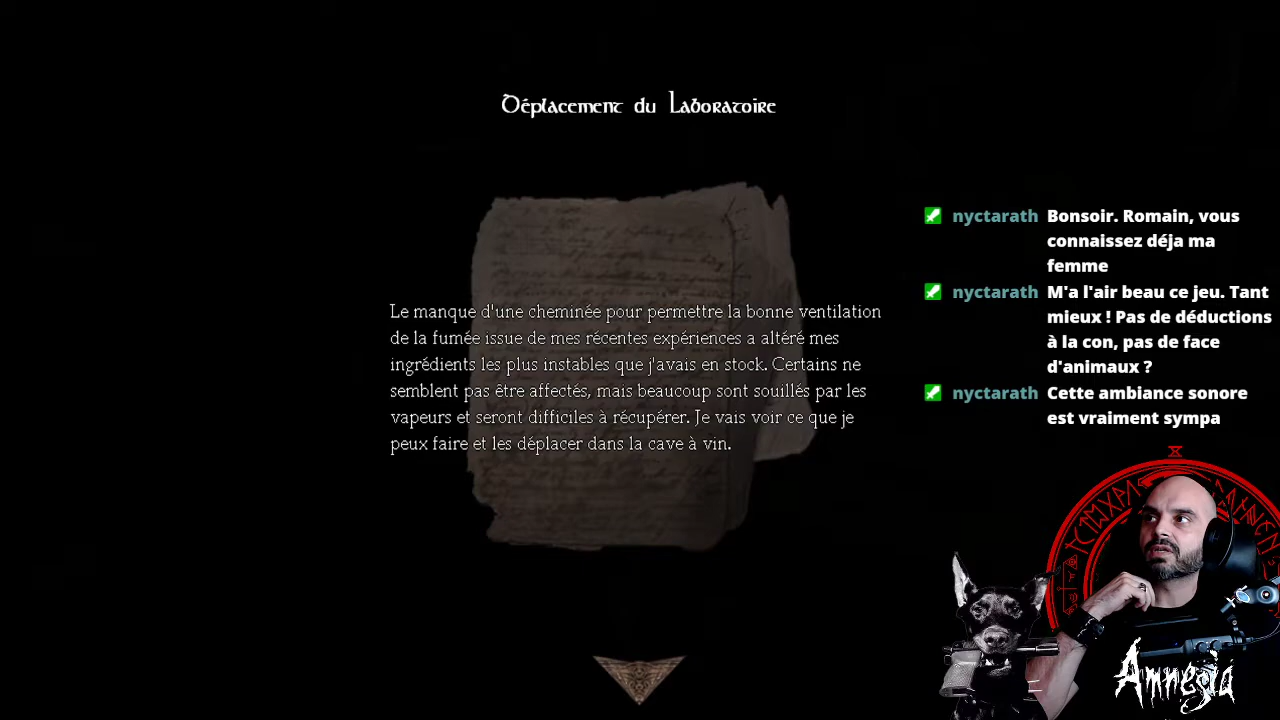 Déplacement du Laboratoire
Le manque d'une cheminée pour permettre la bonne ventilation
de la fumée issue de mes récentes expériences a altéré mes
ingrédients les plus instables que j'avais en stock. Certains ne
semblent pas être affectés, mais beaucoup sont souillés par les
vapeurs et seront difficiles à récupérer. Je vais voir ce que je
peux faire et les déplacer dans la cave à vin.
nyctarath Bonsoir. Romain, vous
connaissez déja ma
femme
nyctarath M'a l'air beau ce jeu. Tant
mieux ! Pas de déductions
à la con, pas de face
d'animaux ?
nyctarath Cette ambiance sonore
est vraiment sympa
Amnesia